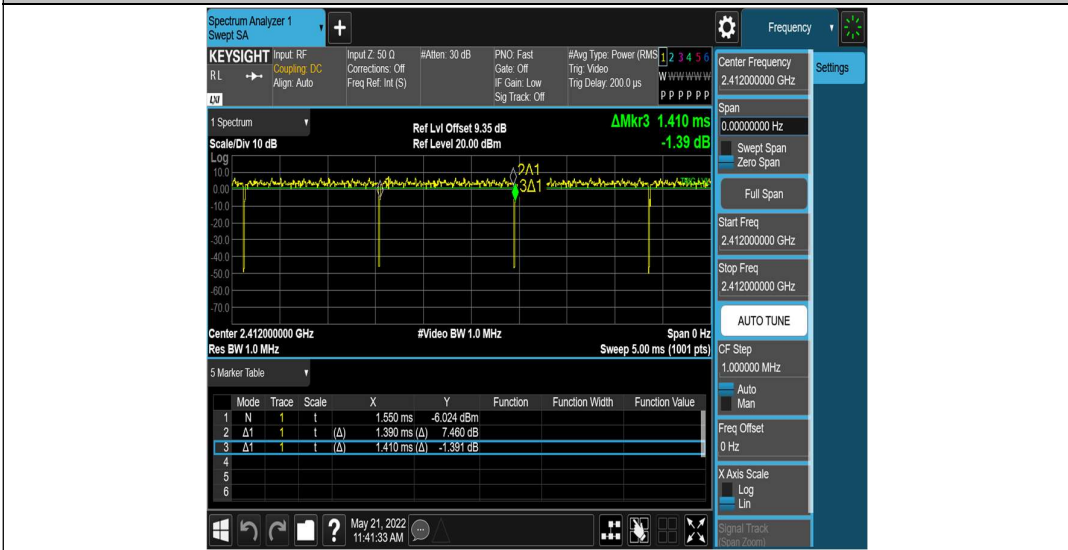 Spectrum Analyzer 1
Swept SA
+
Frequency
KEYSIGHT
RL
LXI
Input: RF
Coupling: DC
Align: Auto
Input Z: 50 Ω
Corrections: Off
Freq Ref: Int (S)
#Atten: 30 dB
PNO: Fast
Gate: Off
IF Gain: Low
Sig Track: Off
#Avg Type: Power (RMS
Trig: Video
Trig Delay: 200.0 µs
1 2 3 4 5 6
W W W W W W
P P P P P P
1 Spectrum
Scale/Div 10 dB
Ref Lvl Offset 9.35 dB
Ref Level 20.00 dBm
ΔMkr3 1.410 ms
-1.39 dB
Log
10.0
0.00
-10.0
-20.0
-30.0
-40.0
-50.0
-60.0
-70.0
2Δ1
3Δ1
Center 2.412000000 GHz
#Video BW 1.0 MHz
Span 0 Hz
Res BW 1.0 MHz
Sweep 5.00 ms (1001 pts)
5 Marker Table
Mode Trace Scale X Y Function Function Width Function Value
1 N 1 t 1.550 ms -6.024 dBm
2 Δ1 1 t (Δ) 1.390 ms (Δ) 7.460 dB
3 Δ1 1 t (Δ) 1.410 ms (Δ) -1.391 dB
4
5
6
?
May 21, 2022
11:41:33 AM
Center Frequency
2.412000000 GHz
Settings
Span
0.00000000 Hz
Swept Span
Zero Span
Full Span
Start Freq
2.412000000 GHz
Stop Freq
2.412000000 GHz
AUTO TUNE
CF Step
1.000000 MHz
Auto
Man
Freq Offset
0 Hz
X Axis Scale
Log
Lin
Signal Track
(Span Zoom)